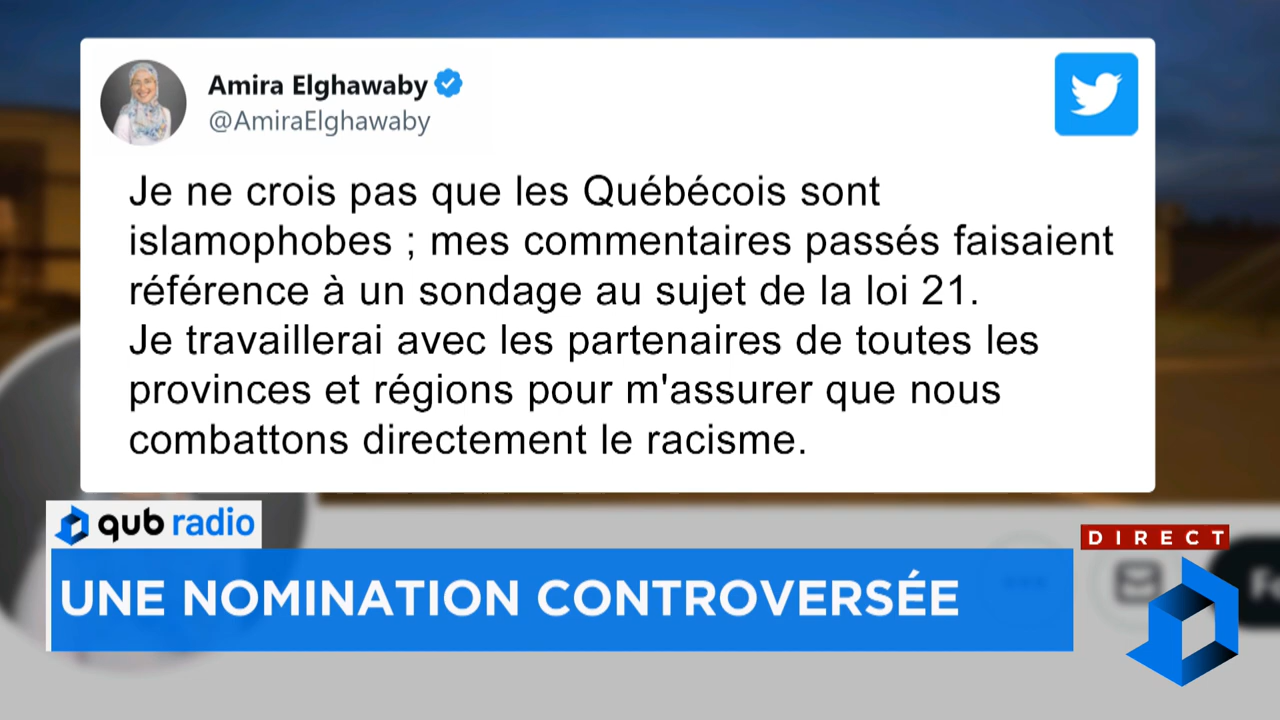 Amira Elghawaby
@AmiraElghawaby
Je ne crois pas que les Québécois sont
islamophobes ; mes commentaires passés faisaient
référence à un sondage au sujet de la loi 21.
Je travaillerai avec les partenaires de toutes les
provinces et régions pour m'assurer que nous
combattons directement le racisme.
qub radio
DIRECT
UNE NOMINATION CONTROVERSÉE